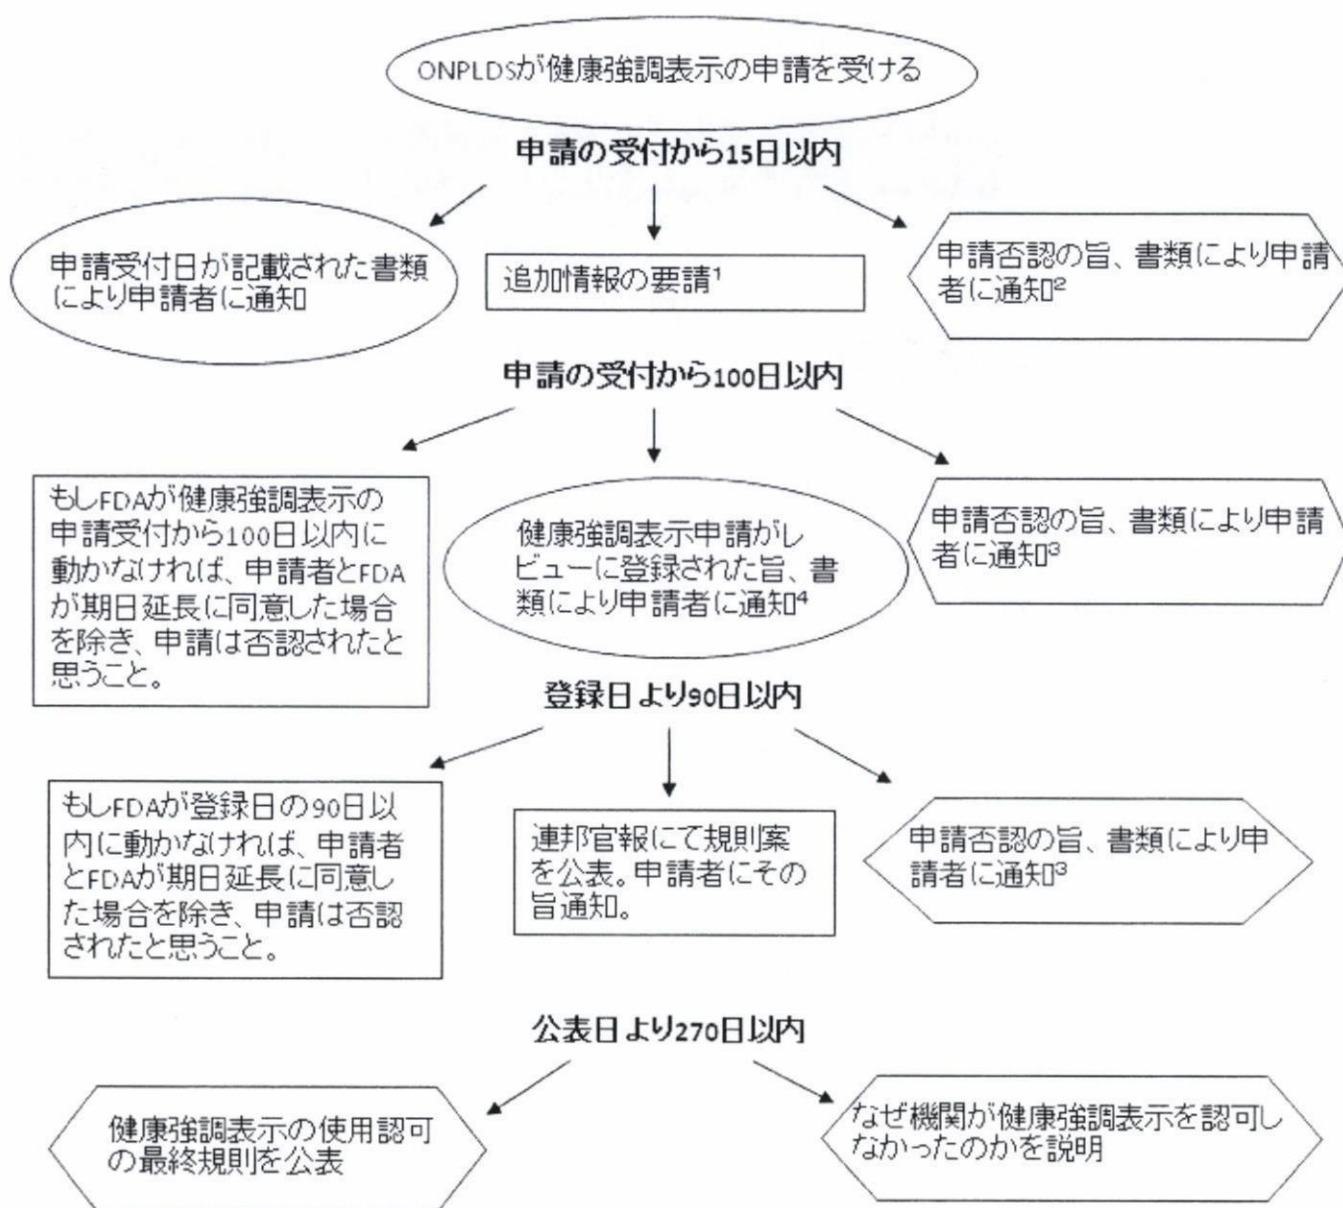 ONPLDSが健康強調表示の申請を受ける
申請の受付から15日以内
申請受付日が記載された書類
により申請者に通知
追加情報の要請¹
申請否認の旨、書類により申請
者に通知²
申請の受付から100日以内
もしFDAが健康強調表示の
申請受付から100日以内に
動かなければ、申請者とFDA
が期日延長に同意した場合
を除き、申請は否認されたと
思うこと。
健康強調表示申請がレ
ビューに登録された旨、書
類により申請者に通知⁴
申請否認の旨、書類により申請
者に通知³
登録日より90日以内
もしFDAが登録日の90日以
内に動かなければ、申請者
とFDAが期日延長に同意し
た場合を除き、申請は否認
されたと思うこと。
連邦官報にて規則案
を公表。申請者にその
旨通知。
申請否認の旨、書類により申
請者に通知³
公表日より270日以内
健康強調表示の使用認可
の最終規則を公表
なぜ機関が健康強調表示を認可し
なかったのかを説明